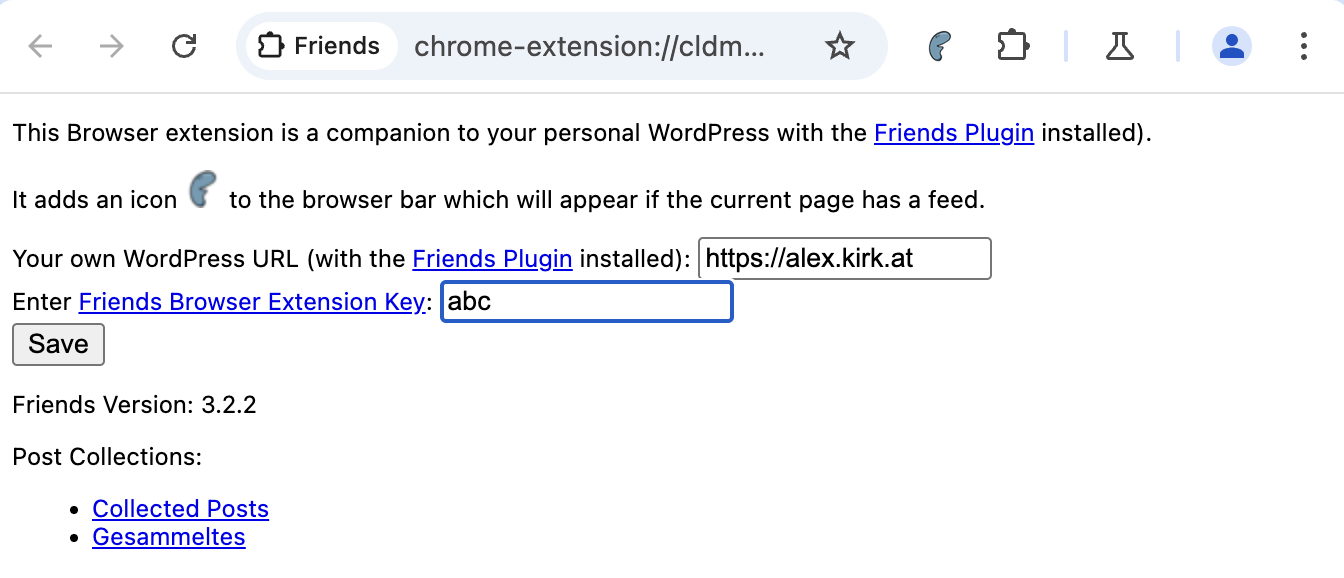 Friends chrome-extension://cldm...
This Browser extension is a companion to your personal WordPress with the Friends Plugin installed).
It adds an icon to the browser bar which will appear if the current page has a feed.
Your own WordPress URL (with the Friends Plugin installed): https://alex.kirk.at
Enter Friends Browser Extension Key: abc
Save
Friends Version: 3.2.2
Post Collections:
• Collected Posts
• Gesammeltes